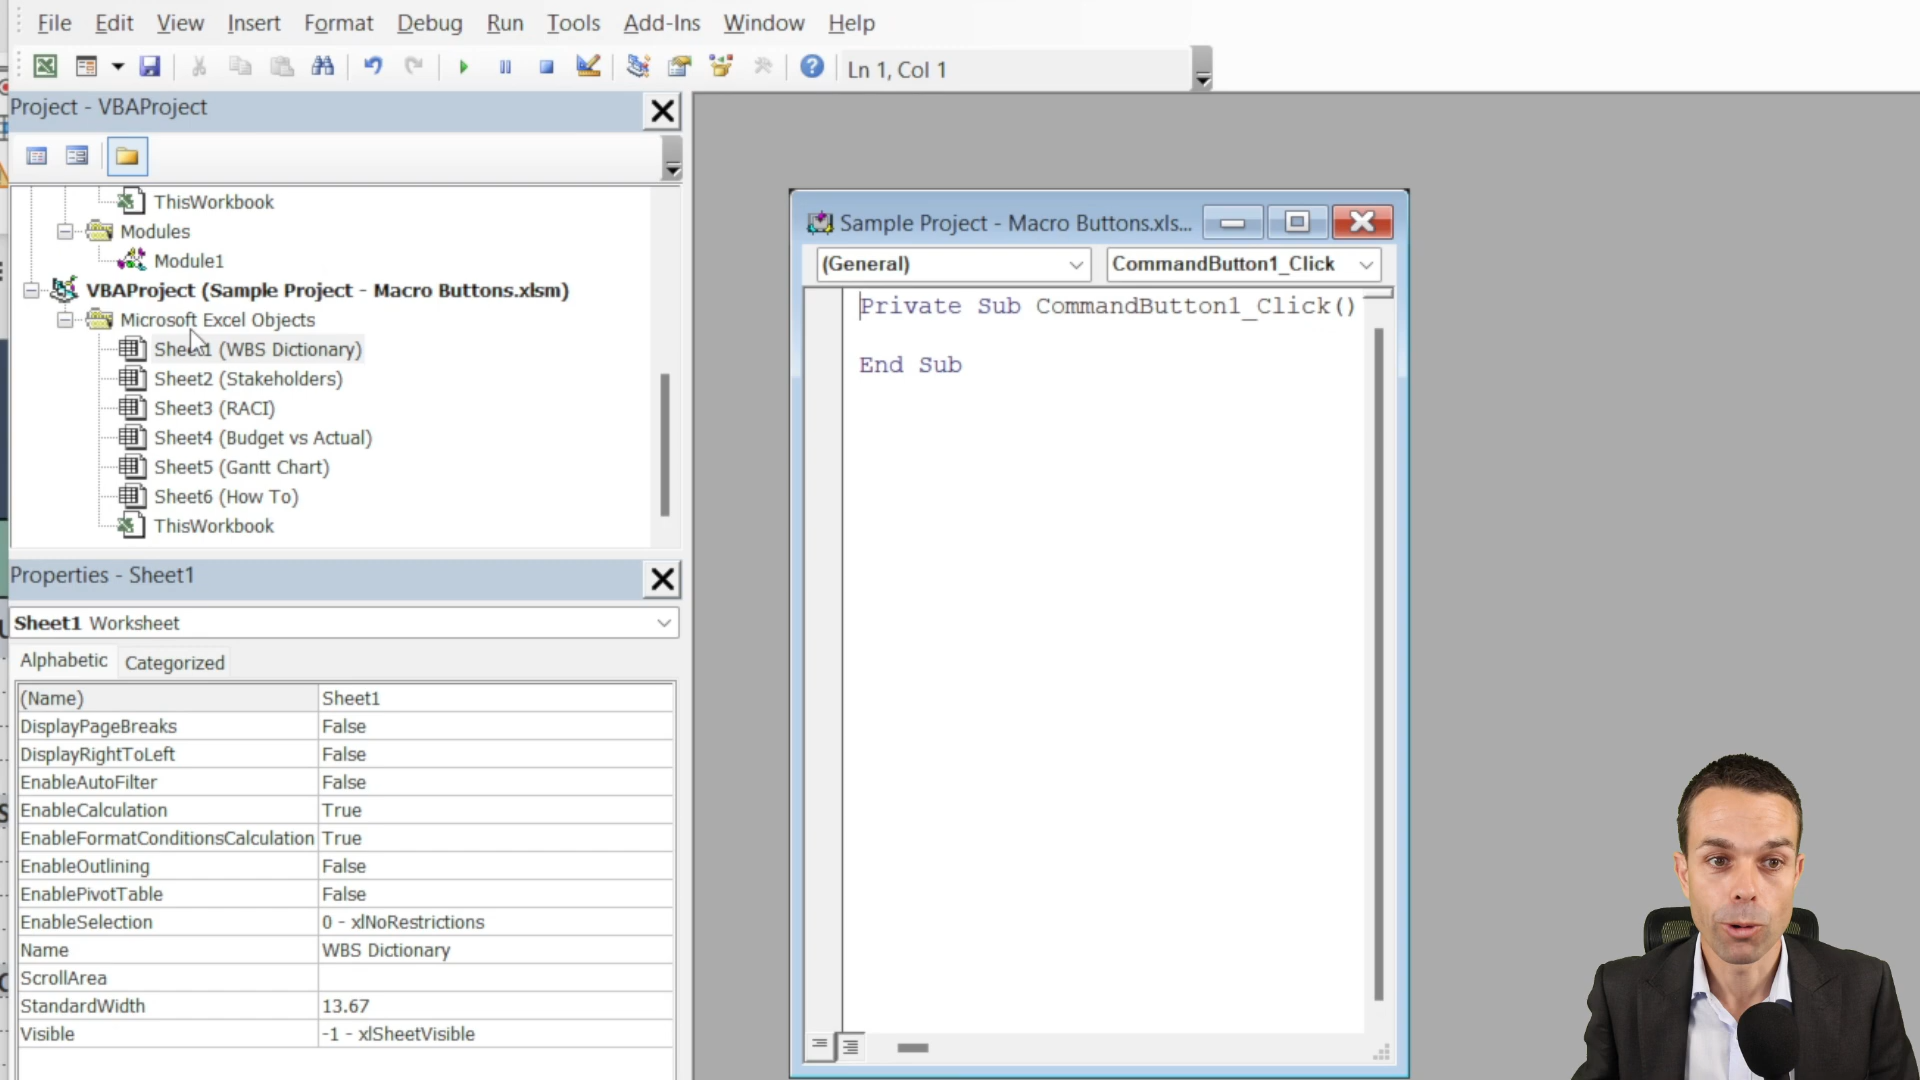 File Edit View Insert Format Debug Run Tools Add-Ins Window Help
Ln 1, Col 1
Project - VBAProject
ThisWorkbook
Modules
Module1
VBAProject (Sample Project - Macro Buttons.xlsm)
Microsoft Excel Objects
Sheet1 (WBS Dictionary)
Sheet2 (Stakeholders)
Sheet3 (RACI)
Sheet4 (Budget vs Actual)
Sheet5 (Gantt Chart)
Sheet6 (How To)
ThisWorkbook
Properties - Sheet1
Sheet1 Worksheet
Alphabetic Categorized
(Name) Sheet1
DisplayPageBreaks False
DisplayRightToLeft False
EnableAutoFilter False
EnableCalculation True
EnableFormatConditionsCalculation True
EnableOutlining False
EnablePivotTable False
EnableSelection 0 - xlNoRestrictions
Name WBS Dictionary
ScrollArea
StandardWidth 13.67
Visible -1 - xlSheetVisible
Sample Project - Macro Buttons.xls...
(General) CommandButton1_Click
Private Sub CommandButton1_Click()
End Sub